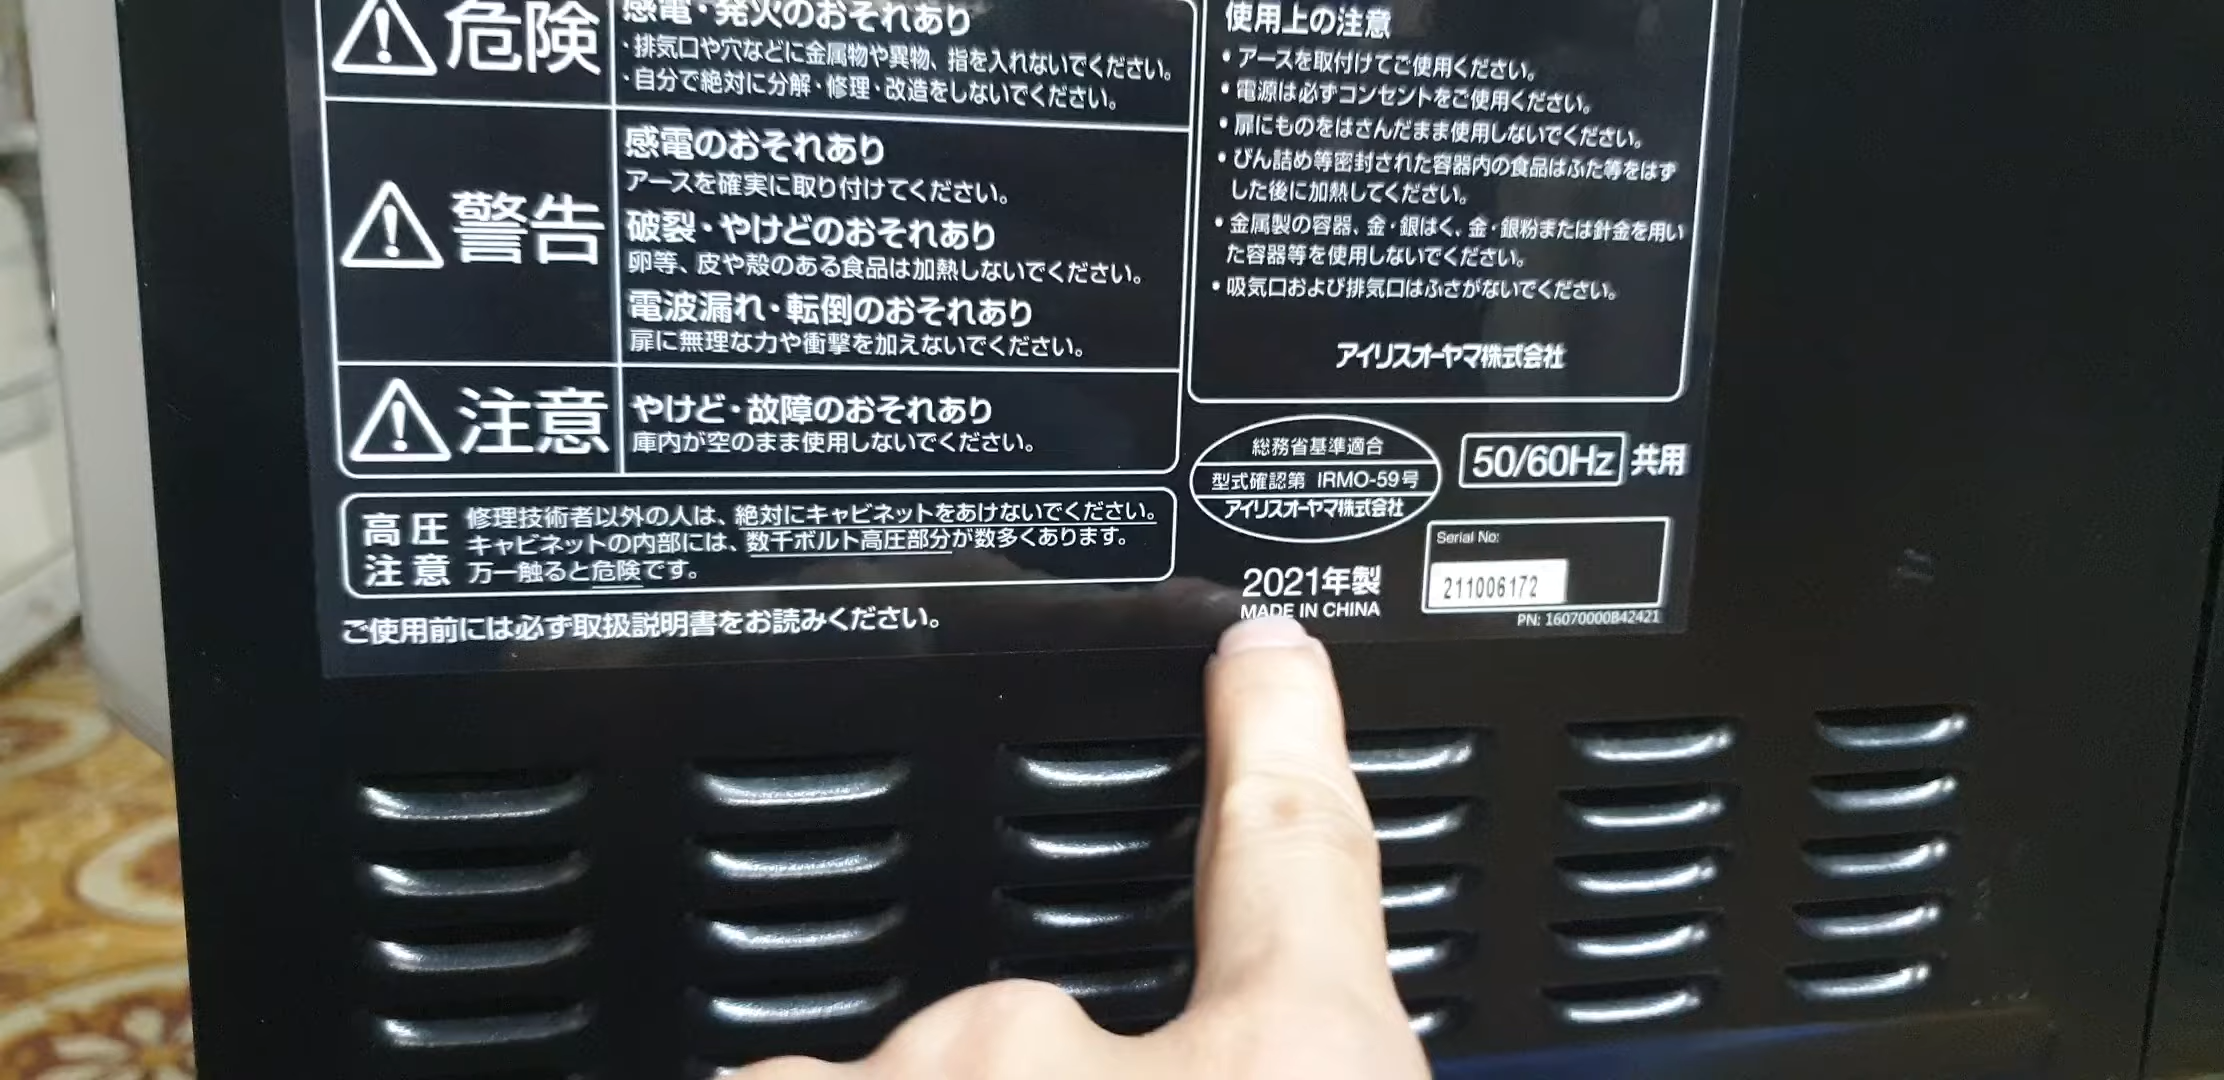 危険
感電・発火のおそれあり
・排気口や穴などに金属物や異物、指を入れないでください。
・自分で絶対に分解・修理・改造をしないでください。
警告
感電のおそれあり
アースを確実に取り付けてください。
破裂・やけどのおそれあり
卵等、皮や殻のある食品は加熱しないでください。
電波漏れ・転倒のおそれあり
扉に無理な力や衝撃を加えないでください。
注意
やけど・故障のおそれあり
庫内が空のまま使用しないでください。
高圧
注意
修理技術者以外の人は、絶対にキャビネットをあけないでください。
キャビネットの内部には、数千ボルト高圧部分が数多くあります。
万一触ると危険です。
ご使用前には必ず取扱説明書をお読みください。
使用上の注意
• アースを取付けてご使用ください。
• 電源は必ずコンセントをご使用ください。
• 扉にものをはさんだまま使用しないでください。
• びん詰め等密封された容器内の食品はふた等をはず
した後に加熱してください。
• 金属製の容器、金・銀はく、金・銀粉または針金を用い
た容器等を使用しないでください。
• 吸気口および排気口はふさがないでください。
アイリスオーヤマ株式会社
総務省基準適合
型式確認第 IRMO-59号
アイリスオーヤマ株式会社
50/60Hz 共用
2021年製
MADE IN CHINA
Serial No:
211006172
PN: 16070000B42421